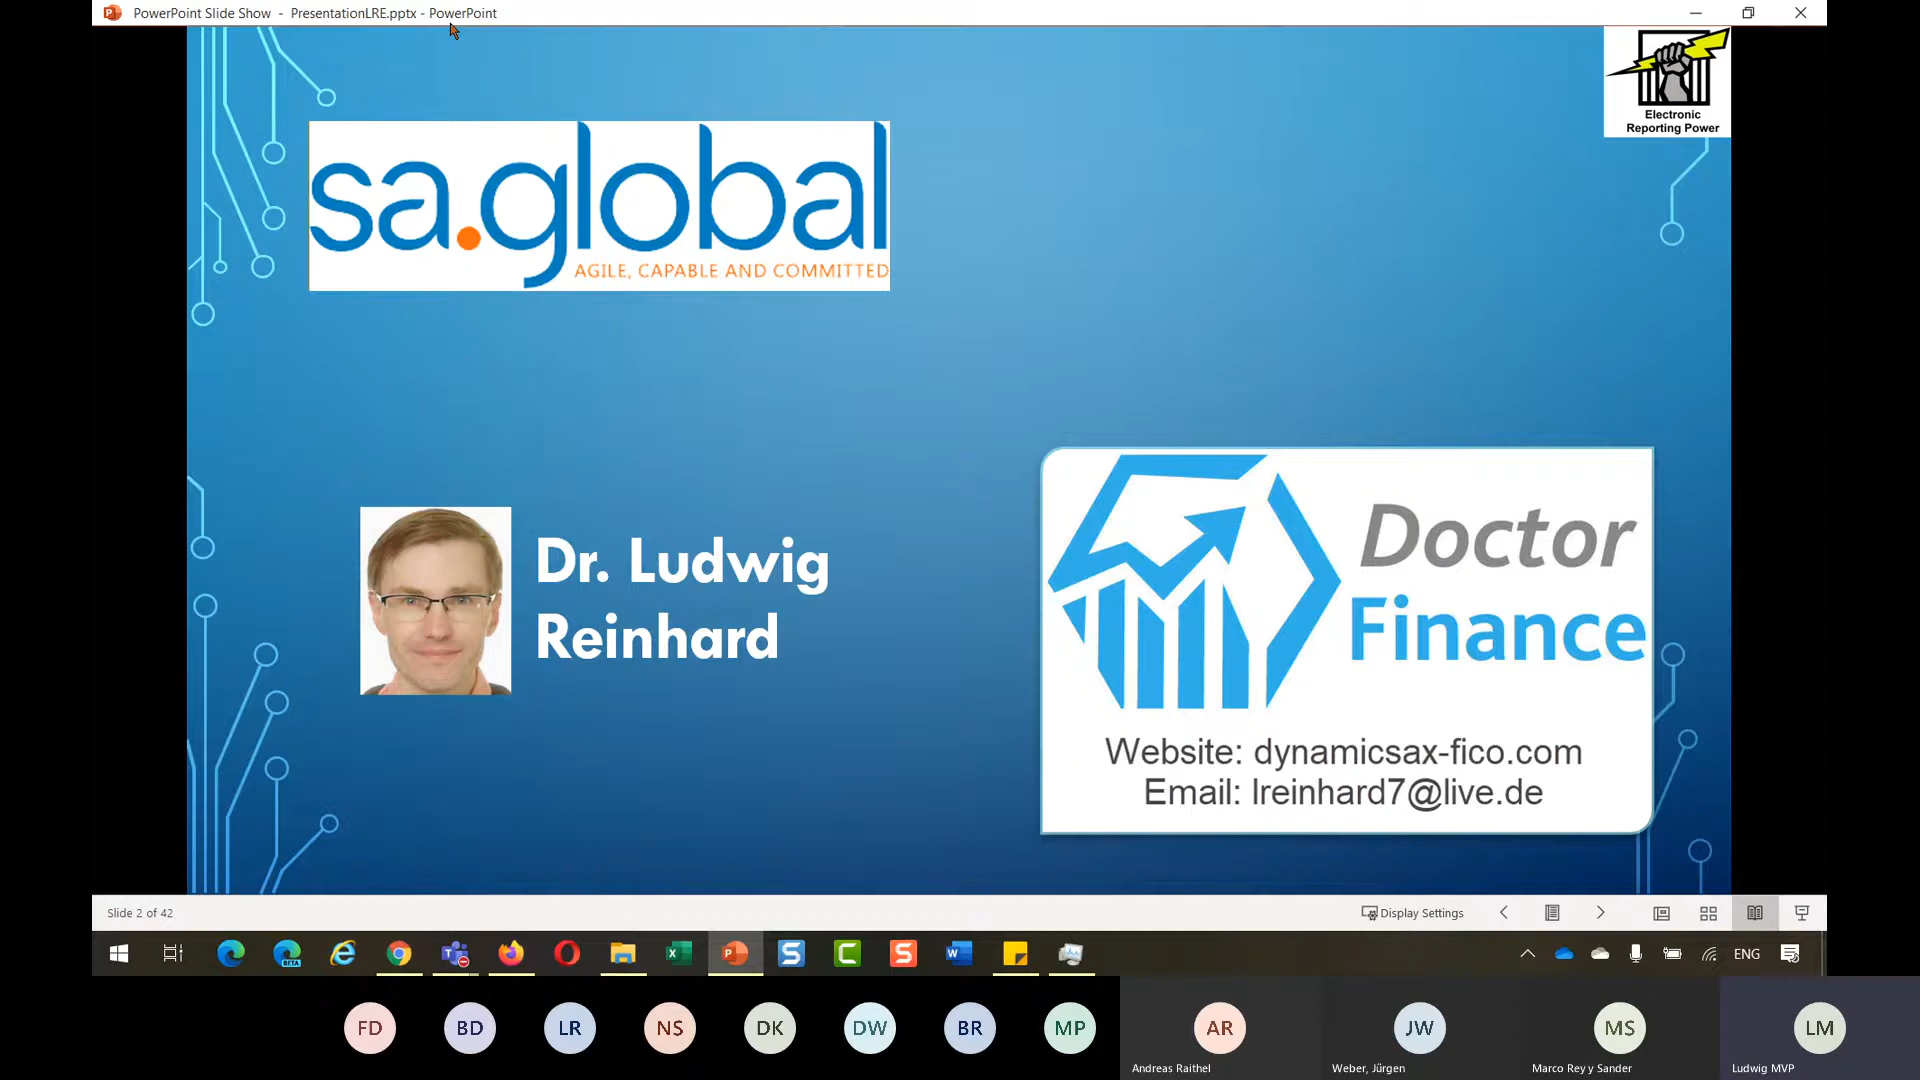 PowerPoint Slide Show - PresentationLRE.pptx - PowerPoint
Electronic
Reporting Power
sa.global
AGILE, CAPABLE AND COMMITTED
Dr. Ludwig
Reinhard
Doctor
Finance
Website: dynamicsax-fico.com
Email: lreinhard7@live.de
Slide 2 of 42
Display Settings
BETA
ENG
FD
BD
LR
NS
DK
DW
BR
MP
AR
JW
MS
LM
Andreas Raithel
Weber, Jürgen
Marco Rey y Sander
Ludwig MVP